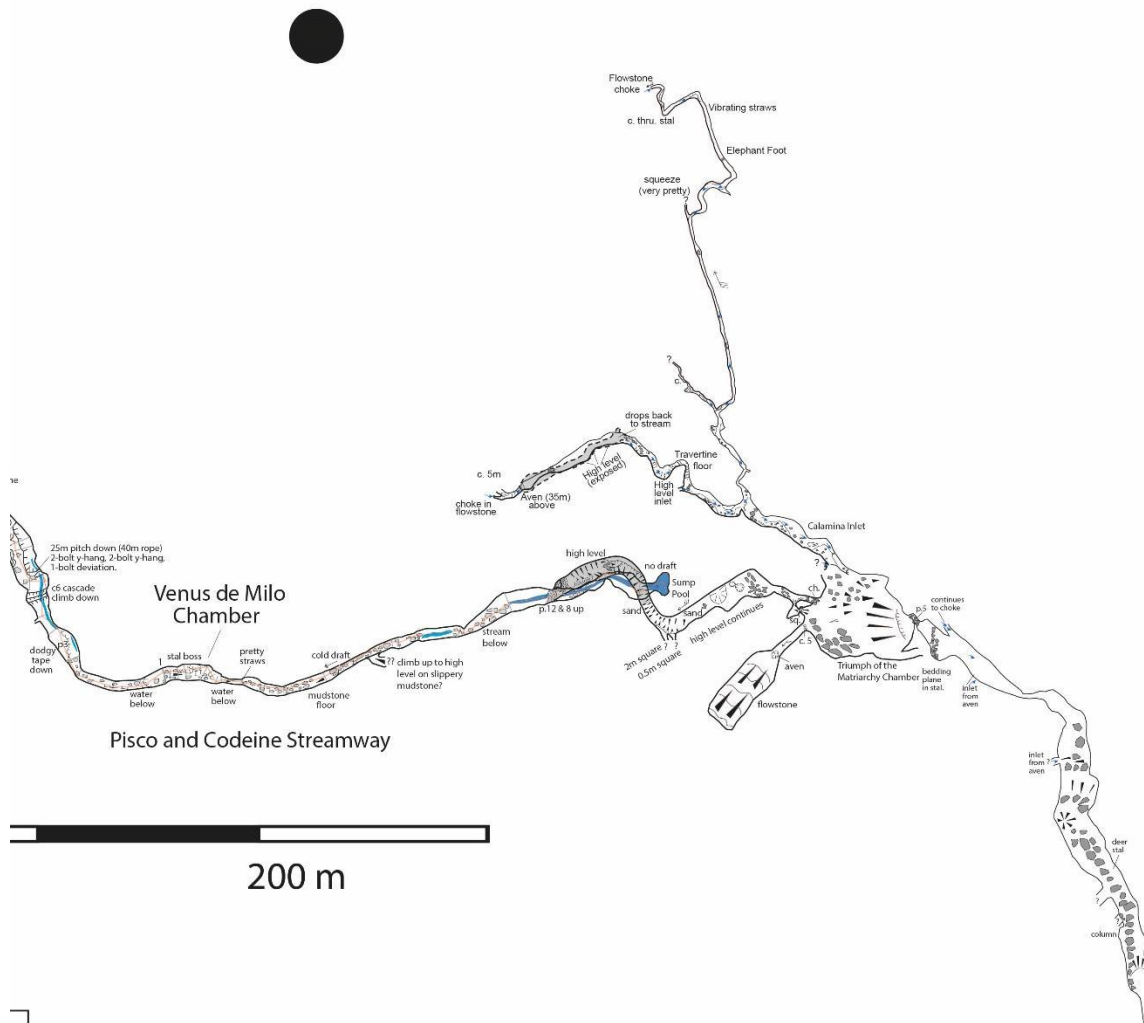 Flowstone
choke
Vibrating straws
c. thru. stal
Elephant Foot
squeeze
(very pretty)
?
?
c.
drops back
to stream
High level
(exposed)
Travertine
floor
c. 5m
Aven (35m)
above
choke in
flowstone
High
level
inlet
ne
Calamina Inlet
?
25m pitch down (40m rope)
2-bolt y-hang, 2-bolt y-hang,
1-bolt deviation.
c6 cascade
climb down
p3
dodgy
tape
down
Venus de Milo
Chamber
1
stal boss
pretty
straws
cold draft
water
below
water
below
mudstone
floor
?? climb up to high
level on slippery
mudstone?
stream
below
high level
p.12 & 8 up
no draft
Sump
Pool
sand
sand
2m square ?
0.5m square ?
high level continues
ch.
sq.
c. 5
aven
flowstone
Triumph of the
Matriarchy Chamber
p.5
continues
to choke
bedding
plane
in stal.
inlet
from
aven
inlet
from ?
aven
deer
stal
?
column
Pisco and Codeine Streamway
200 m